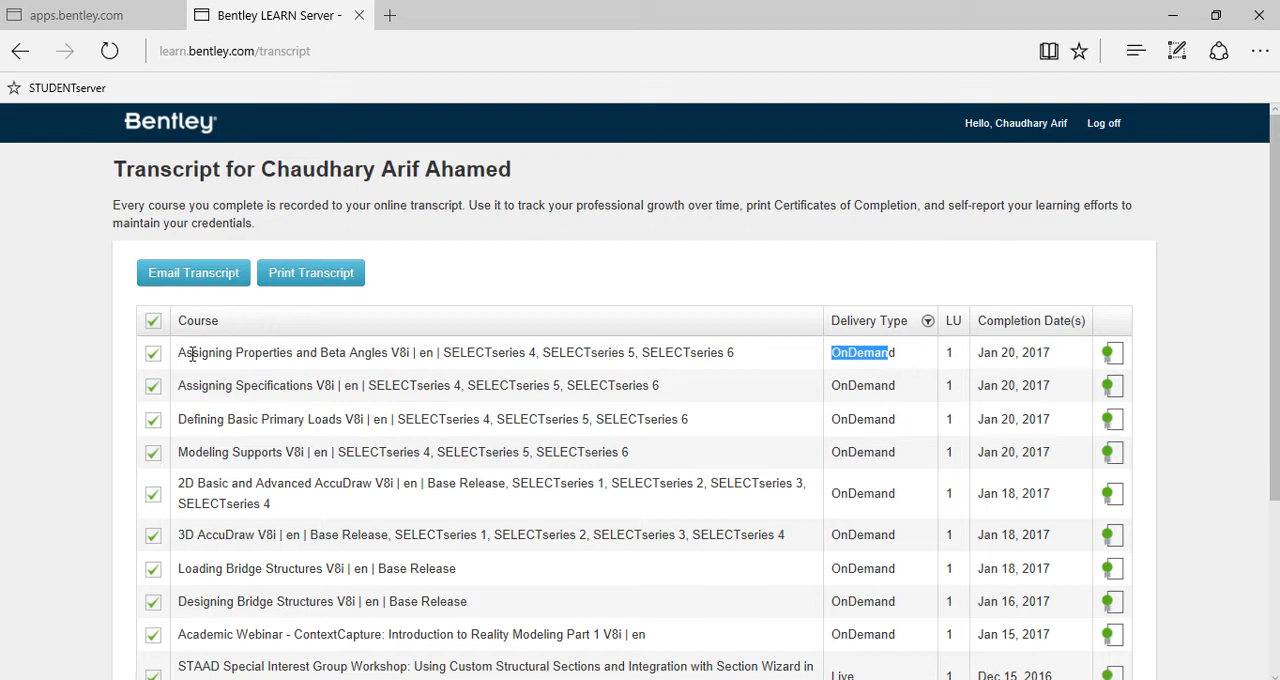 apps.bentley.com
Bentley LEARN Server -
learn.bentley.com/transcript
STUDENTserver
Bentley
Hello, Chaudhary Arif
Log off
Transcript for Chaudhary Arif Ahamed
Every course you complete is recorded to your online transcript. Use it to track your professional growth over time, print Certificates of Completion, and self-report your learning efforts to
maintain your credentials.
Email Transcript
Print Transcript
Course Delivery Type LU Completion Date(s)
Assigning Properties and Beta Angles V8i | en | SELECTseries 4, SELECTseries 5, SELECTseries 6 OnDemand 1 Jan 20, 2017
Assigning Specifications V8i | en | SELECTseries 4, SELECTseries 5, SELECTseries 6 OnDemand 1 Jan 20, 2017
Defining Basic Primary Loads V8i | en | SELECTseries 4, SELECTseries 5, SELECTseries 6 OnDemand 1 Jan 20, 2017
Modeling Supports V8i | en | SELECTseries 4, SELECTseries 5, SELECTseries 6 OnDemand 1 Jan 20, 2017
2D Basic and Advanced AccuDraw V8i | en | Base Release, SELECTseries 1, SELECTseries 2, SELECTseries 3,
SELECTseries 4 OnDemand 1 Jan 18, 2017
3D AccuDraw V8i | en | Base Release, SELECTseries 1, SELECTseries 2, SELECTseries 3, SELECTseries 4 OnDemand 1 Jan 18, 2017
Loading Bridge Structures V8i | en | Base Release OnDemand 1 Jan 18, 2017
Designing Bridge Structures V8i | en | Base Release OnDemand 1 Jan 16, 2017
Academic Webinar - ContextCapture: Introduction to Reality Modeling Part 1 V8i | en OnDemand 1 Jan 15, 2017
STAAD Special Interest Group Workshop: Using Custom Structural Sections and Integration with Section Wizard in
Live 1 Dec 15, 2016